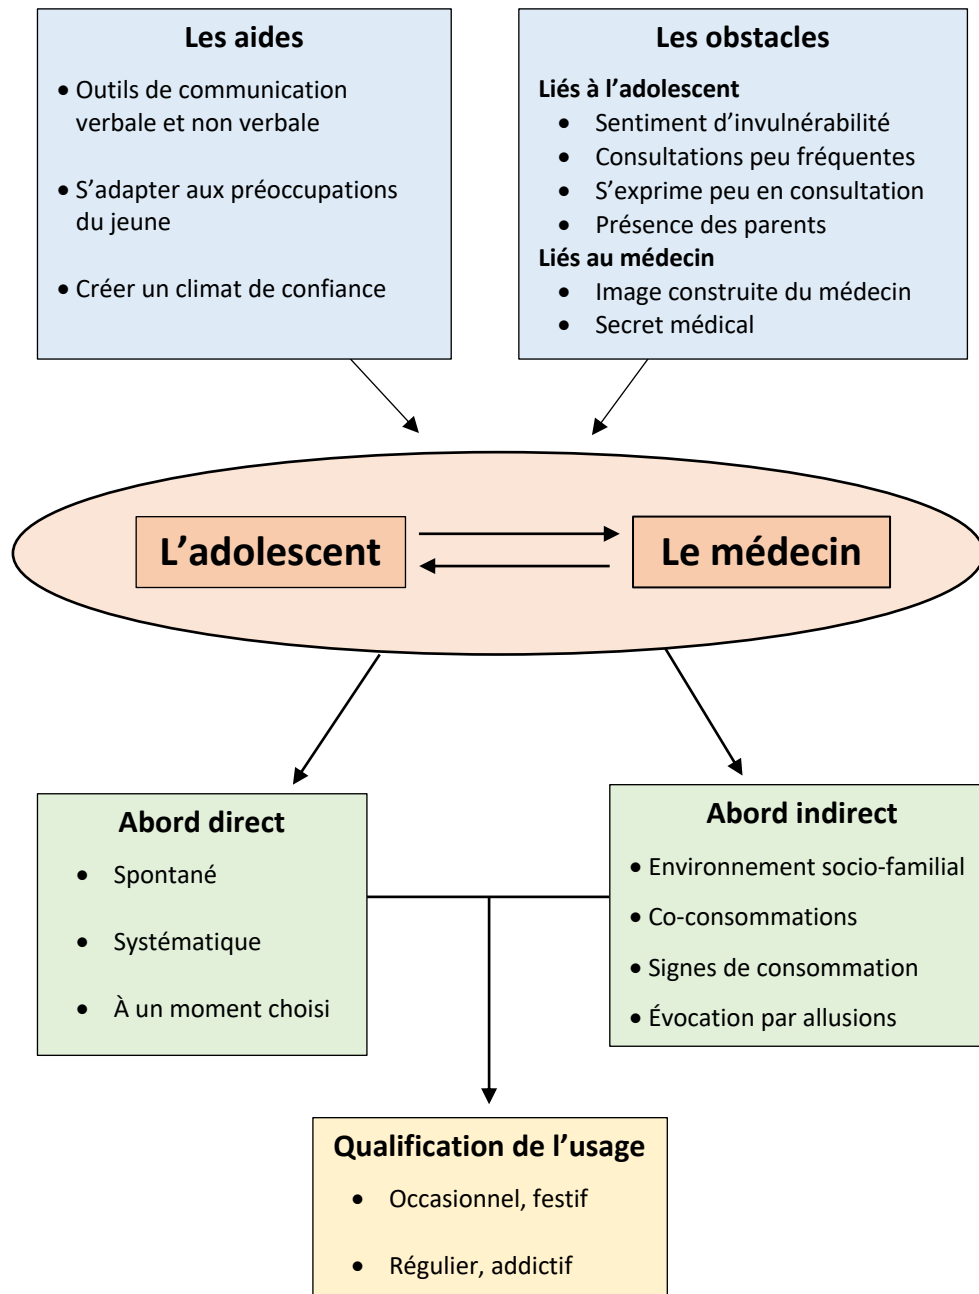 Les aides
• Outils de communication
verbale et non verbale
• S’adapter aux préoccupations
du jeune
• Créer un climat de confiance
Les obstacles
Liés à l’adolescent
• Sentiment d’invulnérabilité
• Consultations peu fréquentes
• S’exprime peu en consultation
• Présence des parents
Liés au médecin
• Image construite du médecin
• Secret médical
L’adolescent
Le médecin
Abord direct
• Spontané
• Systématique
• À un moment choisi
Abord indirect
• Environnement socio-familial
• Co-consommations
• Signes de consommation
• Évocation par allusions
Qualification de l’usage
• Occasionnel, festif
• Régulier, addictif